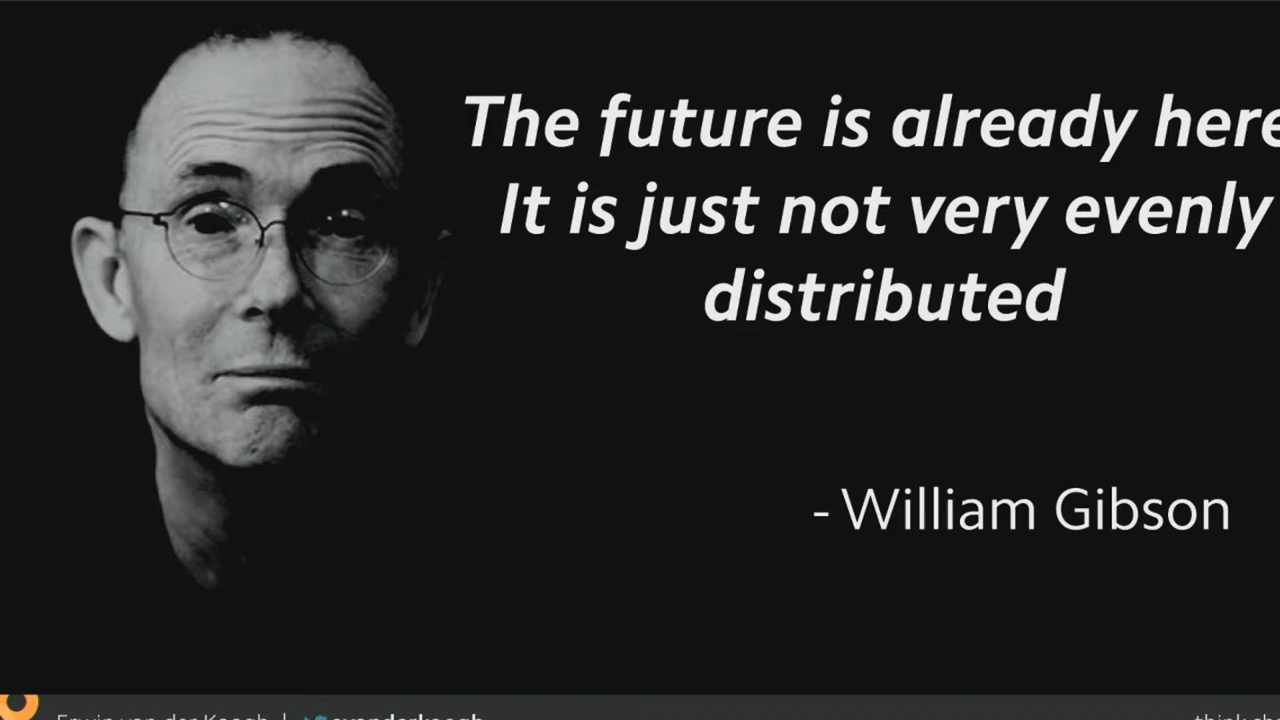 The future is already here
It is just not very evenly
distributed
- William Gibson